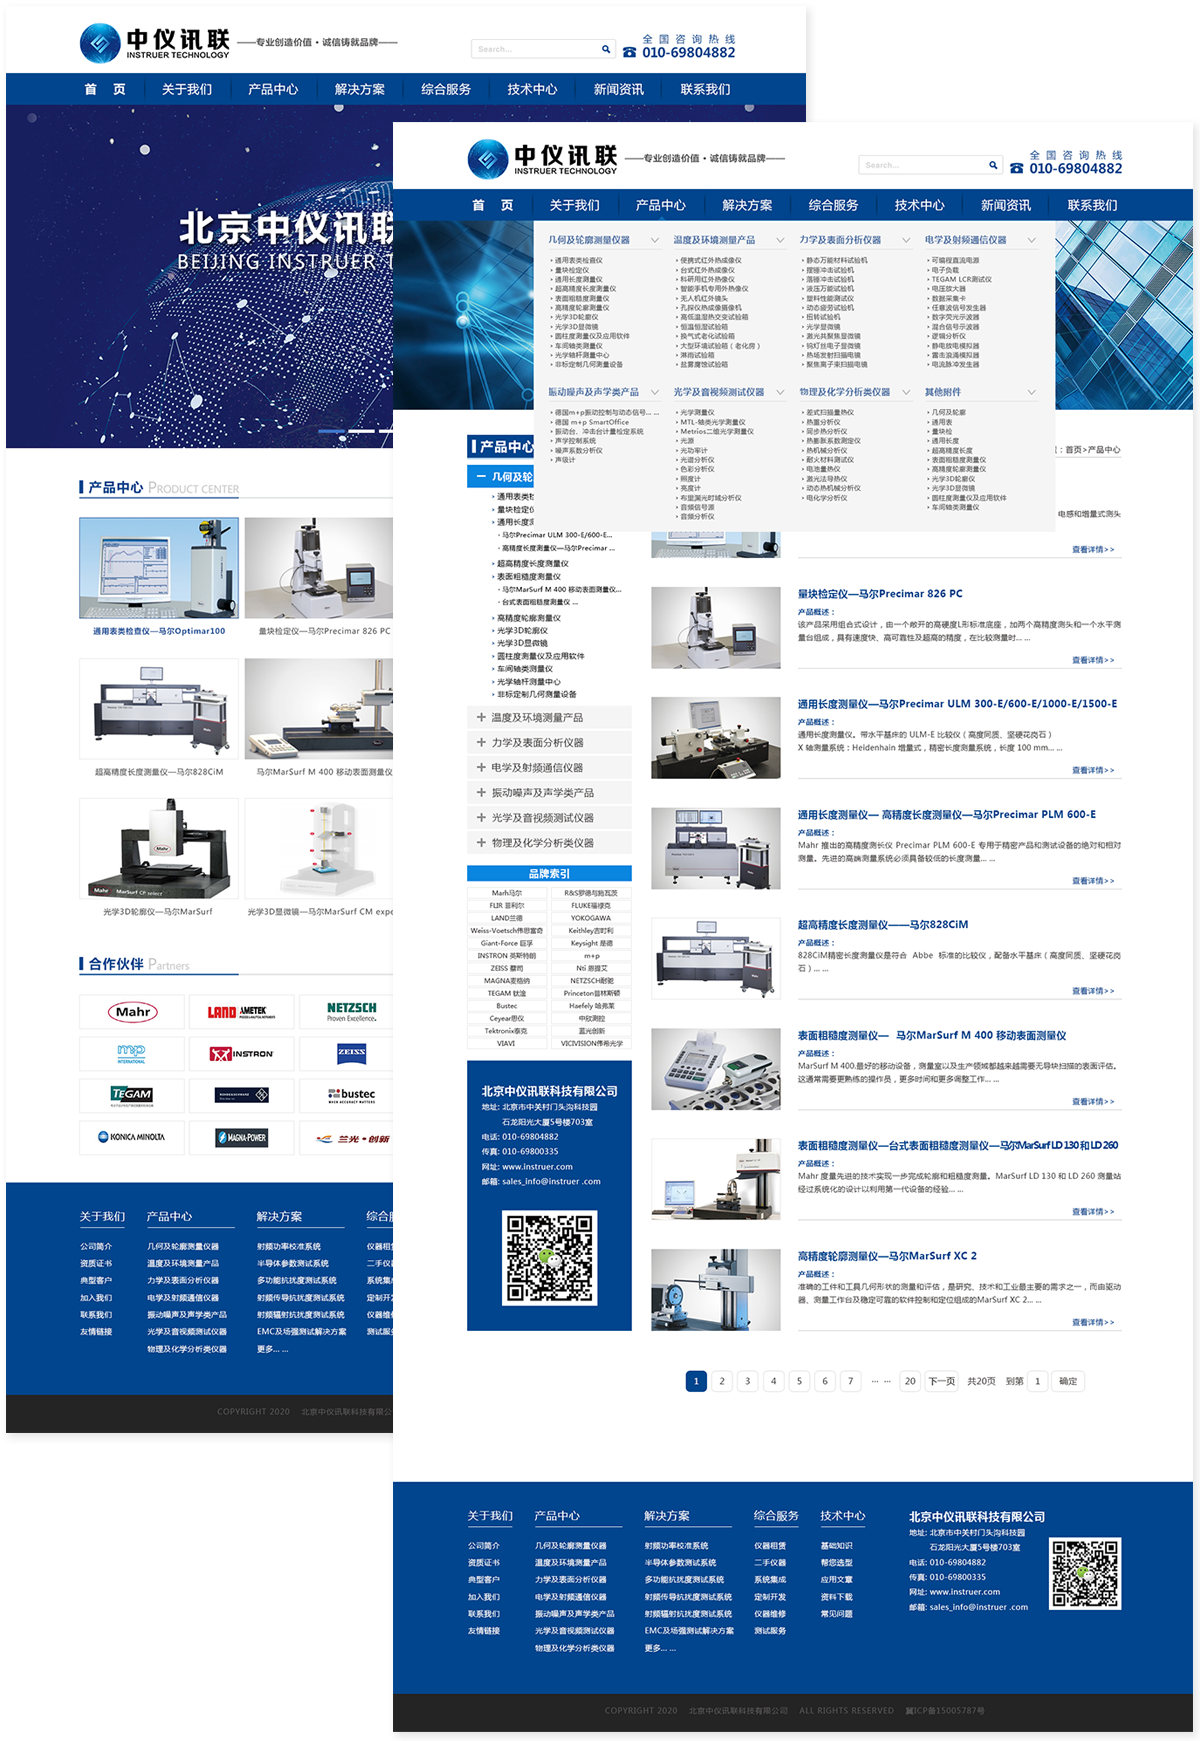 中仪讯联
INSTRUER TECHNOLOGY
——专业创造价值·诚信铸就品牌——
Search...
全国咨询热线
010-69804882
首 页
关于我们
产品中心
解决方案
综合服务
技术中心
新闻资讯
联系我们
北京中仪讯联
BEIJING INSTRUER T
产品中心 PRODUCT CENTER
通用表类检查仪—马尔Optimar100
量块检定仪—马尔Precimar 826 PC
超高精度长度测量仪—马尔828CiM
马尔MarSurf M 400 移动表面测量仪
光学3D轮廓仪—马尔MarSurf
光学3D显微镜—马尔MarSurf CM expe
合作伙伴 Partners
Mahr
LAND AMETEK
NETZSCH
Proven Excellence.
mp
INTERNATIONAL
INSTRON
ZEISS
TEGAM
ROHDE&SCHWARZ
bustec
WHEN ACCURACY MATTERS
KONICA MINOLTA
MAGNA-POWER
兰光·创新
关于我们
公司简介
资质证书
典型客户
加入我们
联系我们
友情链接
产品中心
几何及轮廓测量仪器
温度及环境测量产品
力学及表面分析仪器
电学及射频通信仪器
振动噪声及声学类产品
光学及音视频测试仪器
物理及化学分析类仪器
解决方案
射频功率校准系统
半导体参数测试系统
多功能抗扰度测试系统
射频传导抗扰度测试系统
射频辐射抗扰度测试系统
EMC及场强测试解决方案
更多... ...
综合
仪器租
二手仪
系统集
定制开
仪器维
测试服
COPYRIGHT 2020 北京中仪讯联科技有限公
中仪讯联
INSTRUER TECHNOLOGY
——专业创造价值·诚信铸就品牌——
Search...
全国咨询热线
010-69804882
首 页
关于我们
产品中心
解决方案
综合服务
技术中心
新闻资讯
联系我们
几何及轮廓测量仪器
通用表类检查仪
量块检定仪
通用长度测量仪
超高精度长度测量仪
表面粗糙度测量仪
高精度轮廓测量仪
光学3D轮廓仪
光学3D显微镜
圆柱度测量仪及应用软件
车间轴类测量仪
光学轴杆测量中心
非标定制几何测量设备
温度及环境测量产品
便携式红外热成像仪
台式红外热成像仪
科研用红外热像仪
智能手机专用外热像仪
无人机红外镜头
孔探仪热成像摄像机
高低温湿热交变试验箱
恒温恒湿试验箱
换气式老化试验箱
大型环境试验箱（老化房）
淋雨试验箱
盐雾腐蚀试验箱
力学及表面分析仪器
静态万能材料试验机
摆锤冲击试验机
落锤冲击试验机
液压万能试验机
塑料性能测试仪
动态疲劳试验机
扭转试验机
光学显微镜
激光共聚焦显微镜
钨灯丝电子显微镜
热场发射扫描电镜
聚焦离子束扫描电镜
电学及射频通信仪器
可编程直流电源
电子负载
TEGAM LCR测试仪
电压放大器
数据采集卡
任意波信号发生器
数字荧光示波器
混合信号示波器
逻辑分析仪
静电放电模拟器
雷击浪涌模拟器
电流脉冲发生器
振动噪声及声学类产品
德国m+p振动控制与动态信号... ...
德国 m+p SmartOffice
振动台、冲击台计量检定系统
声学控制系统
噪声系数分析仪
声级计
光学及音视频测试仪器
光学测量仪
MTL-轴类光学测量仪
Metrios二维光学测量仪
光源
光功率计
光谱分析仪
色彩分析仪
照度计
亮度计
布里渊光时域分析仪
音频信号源
音频分析仪
物理及化学分析类仪器
差式扫描量热仪
热重分析仪
同步热分析仪
热膨胀系数测定仪
热机械分析仪
耐火材料测试仪
电池量热仪
激光法导热仪
动态热机械分析仪
电化学分析仪
其他附件
几何及轮廓
通用表
量块检
通用长度
超高精度长度
表面粗糙度测量仪
高精度轮廓测量仪
光学3D轮廓仪
光学3D显微镜
圆柱度测量仪及应用软件
车间轴类测量仪
产品中心
：首页>产品中心
几何及轮
通用表类检
量块检定仪
通用长度测
马尔Precimar ULM 300-E/600-E...
高精度长度测量仪—马尔Precimar ...
超高精度长度测量仪
表面粗糙度测量仪
马尔MarSurf M 400 移动表面测量仪...
台式表面粗糙度测量仪 ...
高精度轮廓测量仪
光学3D轮廓仪
光学3D显微镜
圆柱度测量仪及应用软件
车间轴类测量仪
光学轴杆测量中心
非标定制几何测量设备
温度及环境测量产品
力学及表面分析仪器
电学及射频通信仪器
振动噪声及声学类产品
光学及音视频测试仪器
物理及化学分析类仪器
品牌索引
Marh马尔 R&S罗德与施瓦茨
FLIR 菲利尔 FLUKE福禄克
LAND兰德 YOKOGAWA
Weiss-Voetsch伟思富奇 Keithley吉时利
Giant-Force 巨孚 Keysight 是德
INSTRON 英斯特朗 m+p
ZEISS 蔡司 Nti 恩提艾
MAGNA麦格纳 NETZSCH耐驰
TEGAM 钛淦 Princeton普林斯顿
Bustec Haefely 哈弗莱
Ceyear思仪 中欣测控
Tektronix泰克 蓝光创新
VIAVI VICIVISION伟希光学
北京中仪讯联科技有限公司
地址: 北京市中关村门头沟科技园
石龙阳光大厦5号楼703室
电话: 010-69804882
传真: 010-69800335
网址: www.instruer.com
邮箱: sales_info@instruer .com
电感和增量式测头
查看详情>>
量块检定仪—马尔Precimar 826 PC
产品概述：
该产品采用组合式设计，由一个敞开的高硬度L形标准底座，加两个高精度测头和一个水平测
量台组成，具有速度快、高可靠性及超高的精度，在比较测量时... ...
查看详情>>
通用长度测量仪—马尔Precimar ULM 300-E/600-E/1000-E/1500-E
产品概述：
通用长度测量仪。带水平基床的 ULM-E 比较仪（高度同质、坚硬花岗石）
X 轴测量系统：Heldenhain 增量式，精密长度测量系统，长度 100 mm... ...
查看详情>>
通用长度测量仪— 高精度长度测量仪—马尔Precimar PLM 600-E
产品概述：
Mahr 推出的高精度测长仪 Precimar PLM 600-E 专用于精密产品和测试设备的绝对和相对
测量。先进的高端测量系统必须具备较低的长度测量... ...
查看详情>>
超高精度长度测量仪——马尔828CiM
产品概述：
828CiM精密长度测量仪是符合 Abbe 标准的比较仪，配备水平基床（高度同质、坚硬花岗
石）... ...
查看详情>>
表面粗糙度测量仪— 马尔MarSurf M 400 移动表面测量仪
产品概述：
MarSurf M 400.最好的移动设备，测量室以及生产领域都越来越需要无导块扫描的表面评估。
这通常需要更熟练的操作员，更多时间和更多调整工作... ...
查看详情>>
表面粗糙度测量仪—台式表面粗糙度测量仪—马尔MarSurf LD 130 和 LD 260
产品概述：
Mahr 度量先进的技术实现一步完成轮廓和粗糙度测量。MarSurf LD 130 和 LD 260 测量站
经过系统化的设计以利用第一代设备的经验... ...
查看详情>>
高精度轮廓测量仪—马尔MarSurf XC 2
产品概述：
准确的工件和工具几何形状的测量和评估，是研究、技术和工业最主要的需求之一，而由驱动
器、测量工作台及稳定可靠的软件控制和定位组成的MarSurf XC 2... ...
查看详情>>
1 2 3 4 5 6 7 ... ... 20 下一页 共20页 到第 1 确定
关于我们
公司简介
资质证书
典型客户
加入我们
联系我们
友情链接
产品中心
几何及轮廓测量仪器
温度及环境测量产品
力学及表面分析仪器
电学及射频通信仪器
振动噪声及声学类产品
光学及音视频测试仪器
物理及化学分析类仪器
解决方案
射频功率校准系统
半导体参数测试系统
多功能抗扰度测试系统
射频传导抗扰度测试系统
射频辐射抗扰度测试系统
EMC及场强测试解决方案
更多... ...
综合服务
仪器租赁
二手仪器
系统集成
定制开发
仪器维修
测试服务
技术中心
基础知识
帮您选型
应用文章
资料下载
常见问题
北京中仪讯联科技有限公司
地址: 北京市中关村门头沟科技园
石龙阳光大厦5号楼703室
电话: 010-69804882
传真: 010-69800335
网址: www.instruer.com
邮箱: sales_info@instruer .com
COPYRIGHT 2020 北京中仪讯联科技有限公司 ALL RIGHTS RESERVED 冀ICP备15005787号